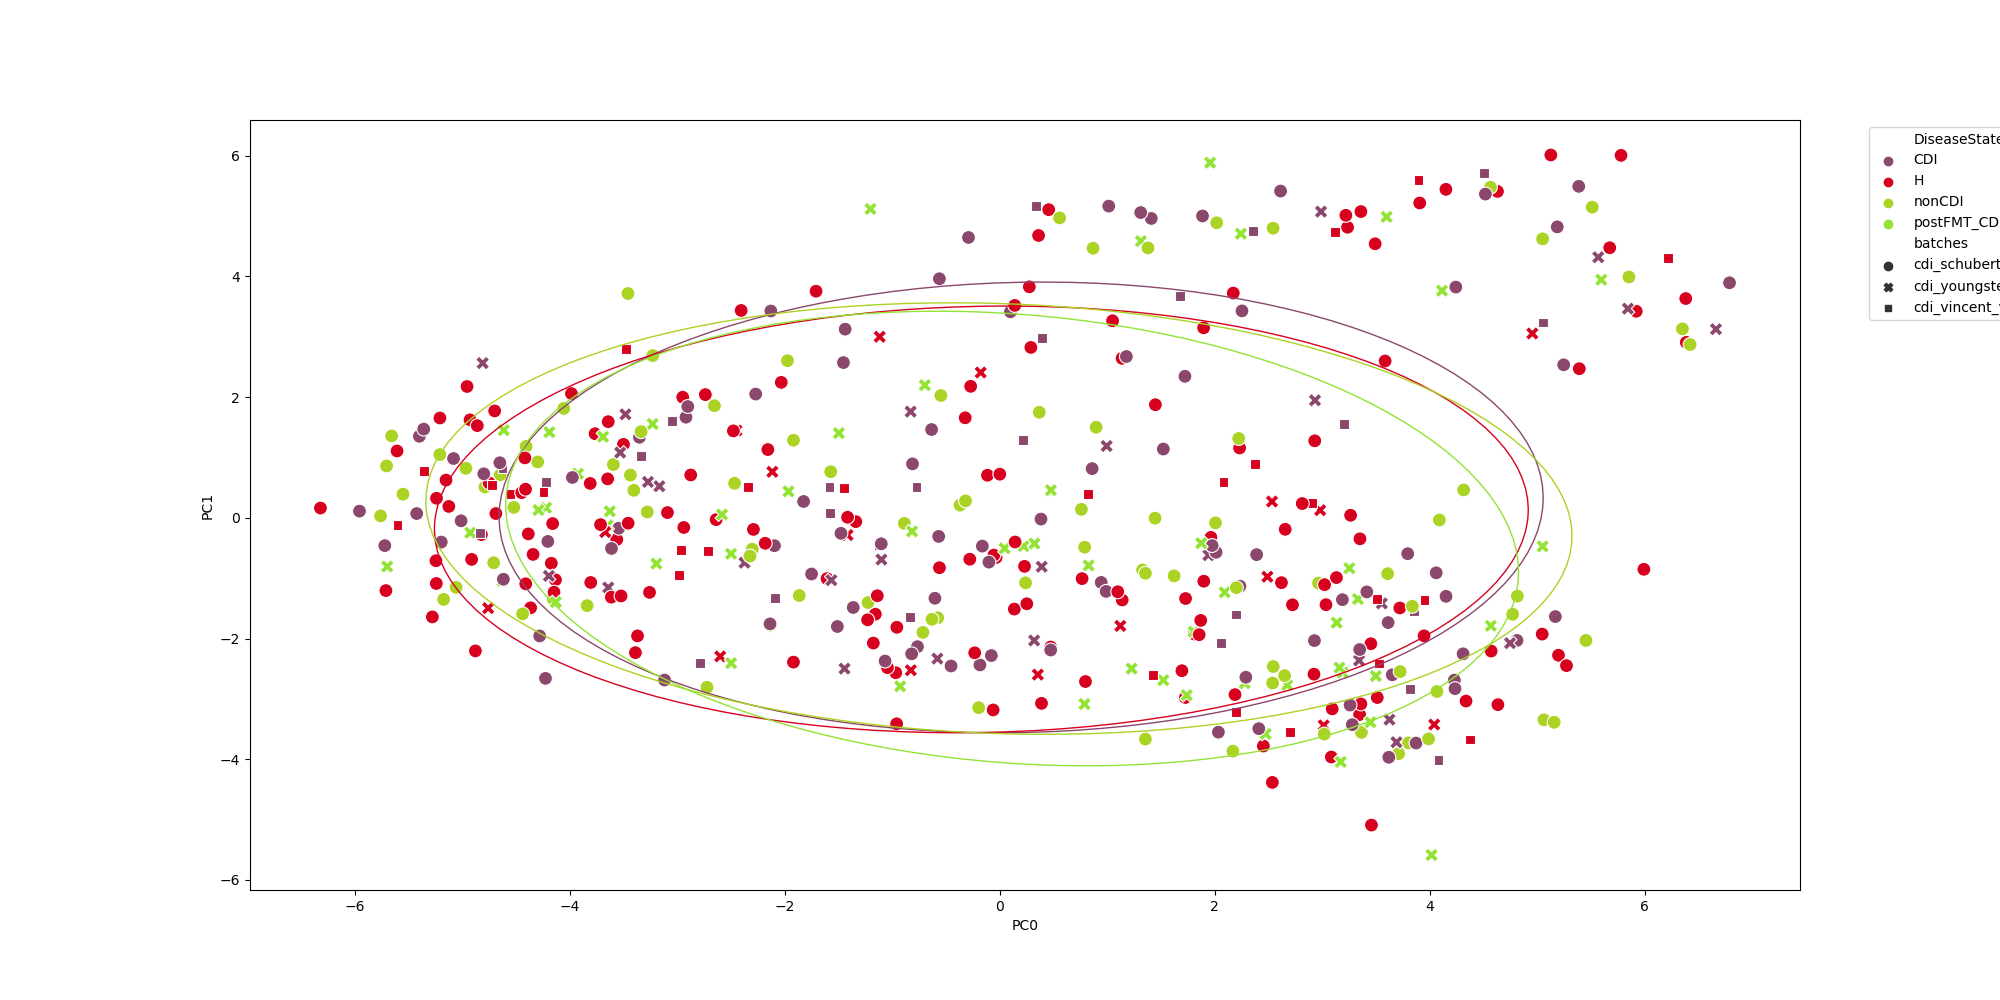 6
4
2
0
−2
−4
−6
PC1
−6
−4
−2
0
2
4
6
PC0
DiseaseState
CDI
H
nonCDI
postFMT_CD
batches
cdi_schubert
cdi_youngste
cdi_vincent_